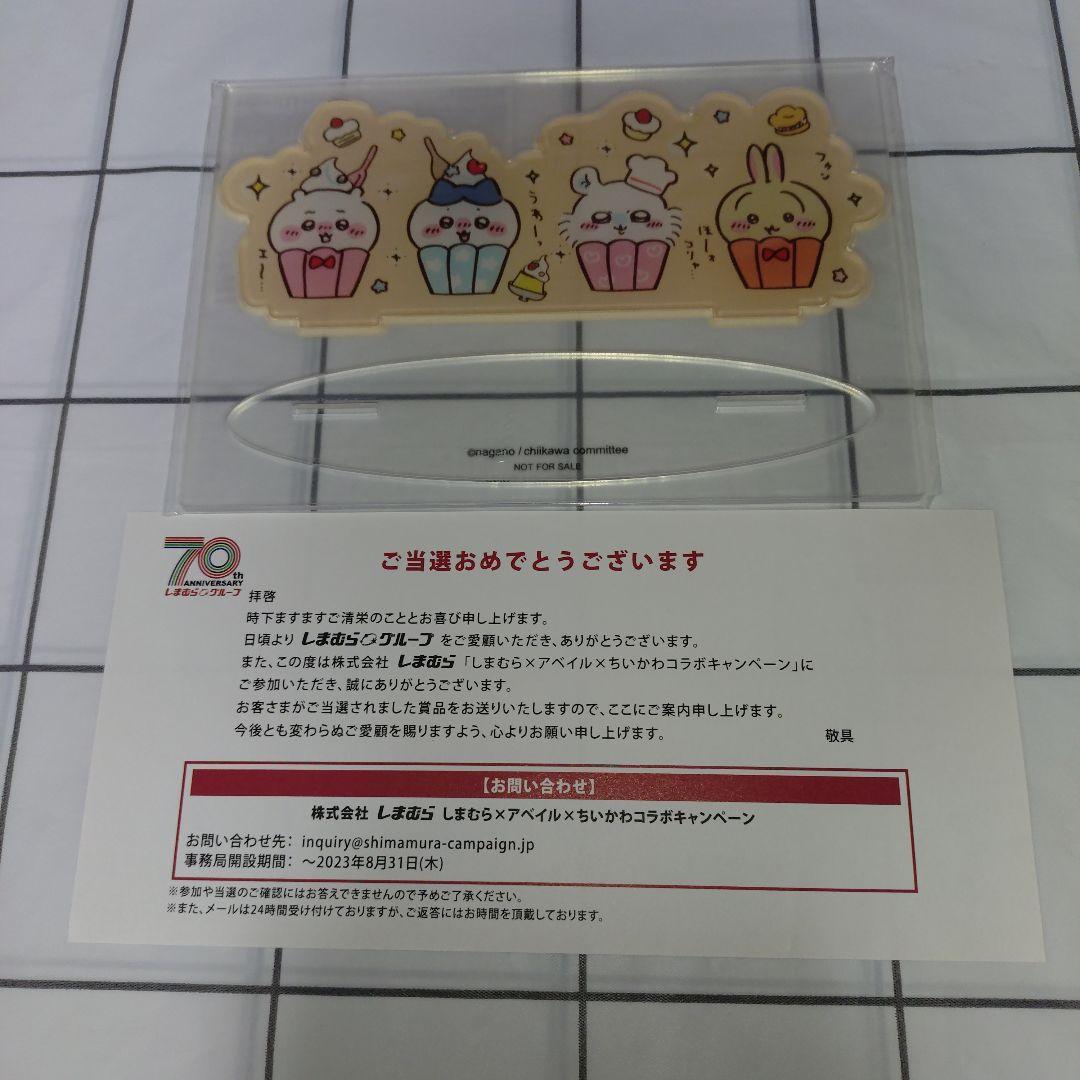 エ〜…
うわーっ
ほーォ
コリャ…
フゥン
©nagano / chiikawa committee
NOT FOR SALE
70th
ANNIVERSARY
しまむらグループ
ご当選おめでとうございます
拝啓
時下ますますご清栄のこととお喜び申し上げます。
日頃より しまむらグループ をご愛顧いただき、ありがとうございます。
また、この度は株式会社 しまむら 「しまむら×アベイル×ちいかわコラボキャンペーン」に
ご参加いただき、誠にありがとうございます。
お客さまがご当選されました賞品をお送りいたしますので、ここにご案内申し上げます。
今後とも変わらぬご愛顧を賜りますよう、心よりお願い申し上げます。
敬具
【お問い合わせ】
株式会社 しまむら しまむら×アベイル×ちいかわコラボキャンペーン
お問い合わせ先： inquiry@shimamura-campaign.jp
事務局開設期間： 〜2023年8月31日(木)
※参加や当選のご確認にはお答えできませんので予めご了承ください。
※また、メールは24時間受け付けておりますが、ご返答にはお時間を頂戴しております。